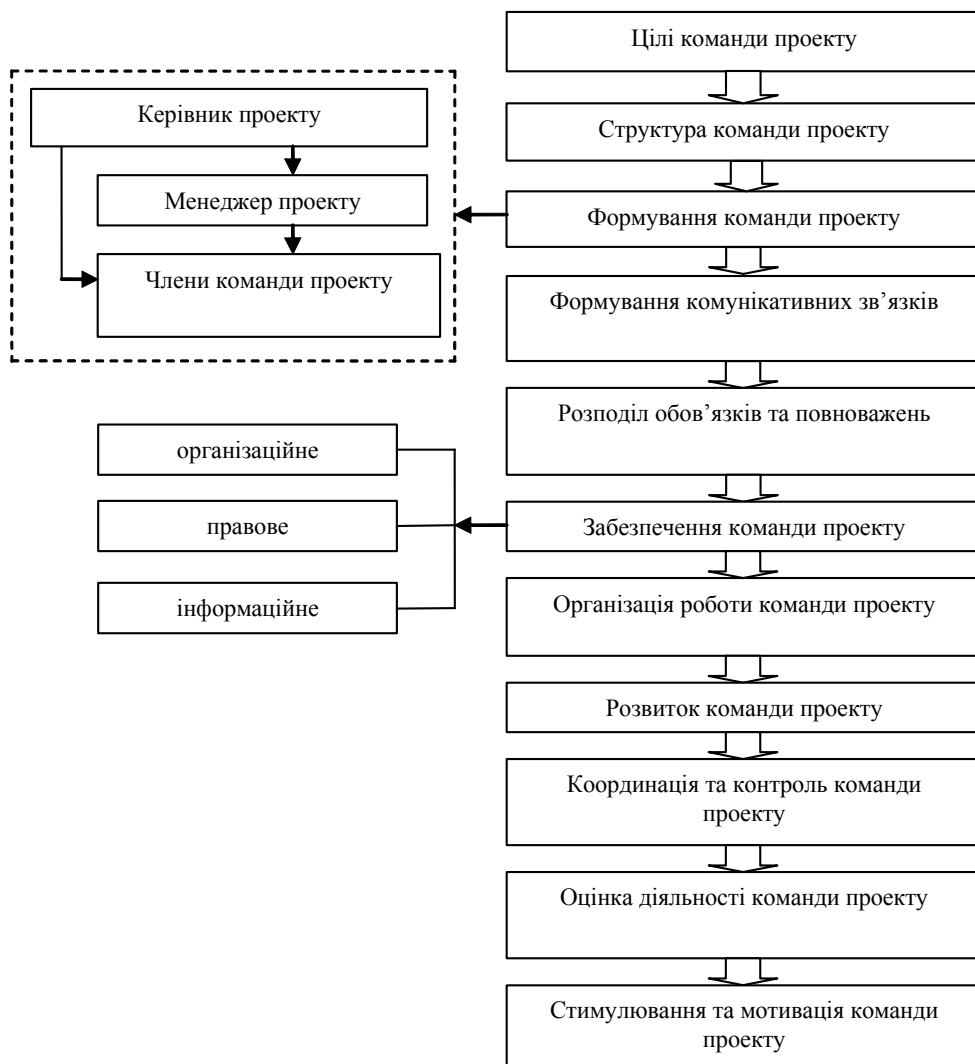 Цілі команди проекту
Керівник проекту
Структура команди проекту
Менеджер проекту
Формування команди проекту
Члени команди проекту
Формування комунікативних зв’язків
Розподіл обов’язків та повноважень
організаційне
правове
Забезпечення команди проекту
інформаційне
Організація роботи команди проекту
Розвиток команди проекту
Координація та контроль команди
проекту
Оцінка діяльності команди проекту
Стимулювання та мотивація команди
проекту